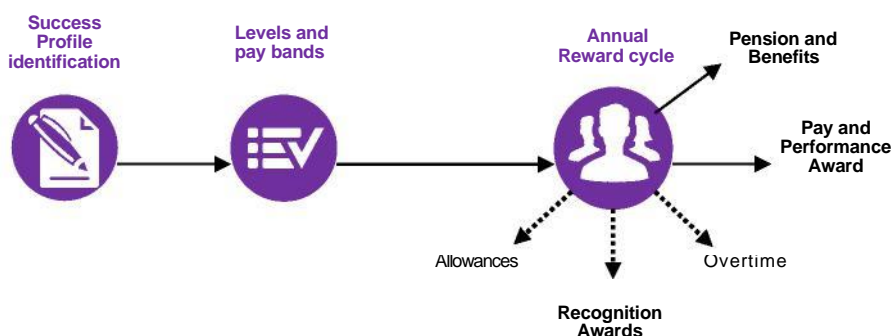 Success
Profile
identification
Levels and
pay bands
Annual
Reward cycle
Pension and
Benefits
Pay and
Performance
Award
Allowances
Overtime
Recognition
Awards